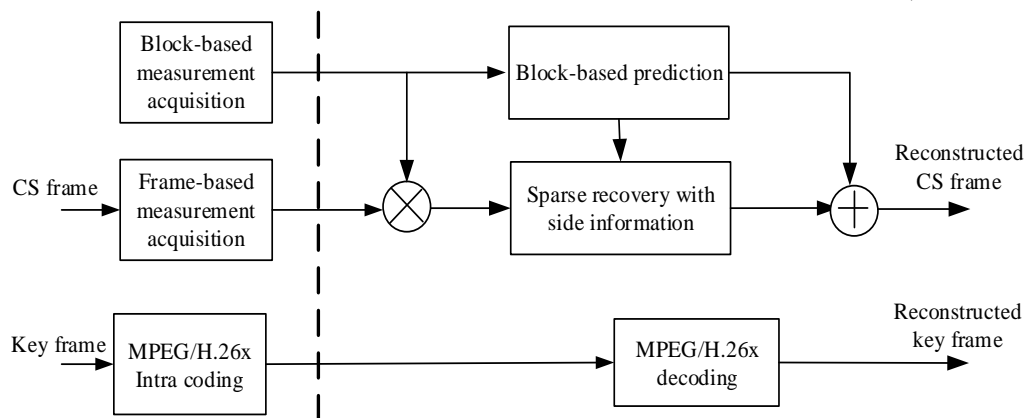 Block-based
measurement
acquisition
Block-based prediction
CS frame
Frame-based
measurement
acquisition
Sparse recovery with
side information
Reconstructed
CS frame
Key frame
MPEG/H.26x
Intra coding
MPEG/H.26x
decoding
Reconstructed
key frame